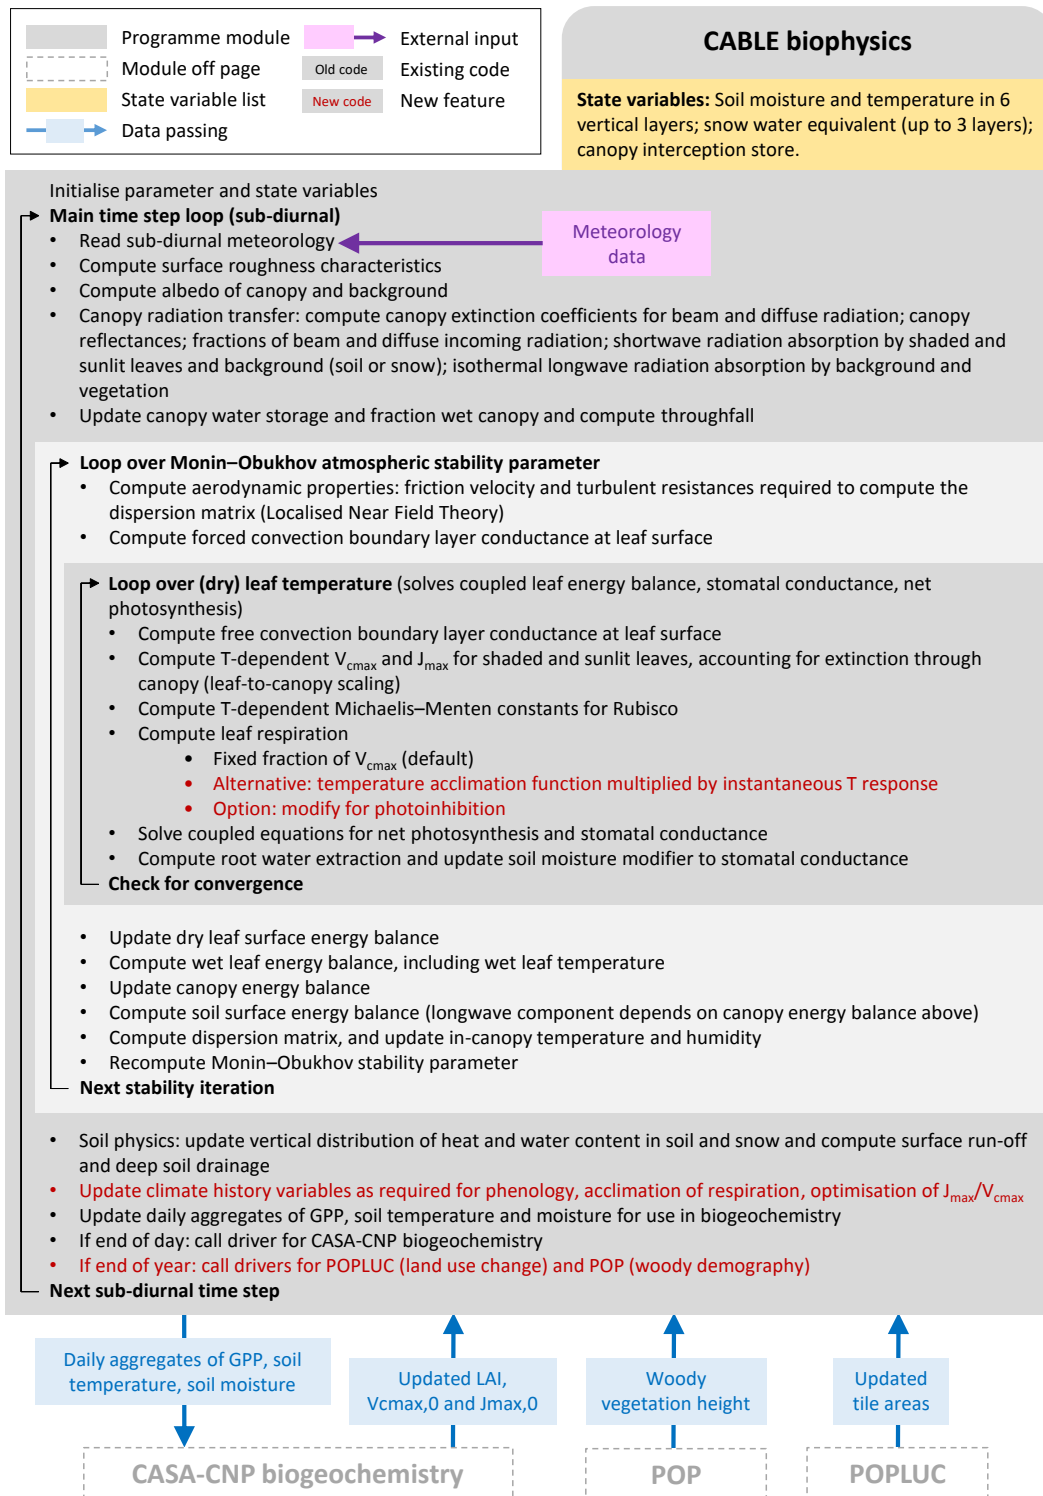 Programme module
Module off page
State variable list
Data passing
External input
Old code
Existing code
New code
New feature
CABLE biophysics
State variables: Soil moisture and temperature in 6
vertical layers; snow water equivalent (up to 3 layers);
canopy interception store.
Initialise parameter and state variables
Main time step loop (sub-diurnal)
• Read sub-diurnal meteorology
Meteorology
data
• Compute surface roughness characteristics
• Compute albedo of canopy and background
• Canopy radiation transfer: compute canopy extinction coefficients for beam and diffuse radiation; canopy
reflectances; fractions of beam and diffuse incoming radiation; shortwave radiation absorption by shaded and
sunlit leaves and background (soil or snow); isothermal longwave radiation absorption by background and
vegetation
• Update canopy water storage and fraction wet canopy and compute throughfall
Loop over Monin–Obukhov atmospheric stability parameter
• Compute aerodynamic properties: friction velocity and turbulent resistances required to compute the
dispersion matrix (Localised Near Field Theory)
• Compute forced convection boundary layer conductance at leaf surface
Loop over (dry) leaf temperature (solves coupled leaf energy balance, stomatal conductance, net
photosynthesis)
• Compute free convection boundary layer conductance at leaf surface
• Compute T-dependent Vcmax and Jmax for shaded and sunlit leaves, accounting for extinction through
canopy (leaf-to-canopy scaling)
• Compute T-dependent Michaelis–Menten constants for Rubisco
• Compute leaf respiration
• Fixed fraction of Vcmax (default)
• Alternative: temperature acclimation function multiplied by instantaneous T response
• Option: modify for photoinhibition
• Solve coupled equations for net photosynthesis and stomatal conductance
• Compute root water extraction and update soil moisture modifier to stomatal conductance
Check for convergence
• Update dry leaf surface energy balance
• Compute wet leaf energy balance, including wet leaf temperature
• Update canopy energy balance
• Compute soil surface energy balance (longwave component depends on canopy energy balance above)
• Compute dispersion matrix, and update in-canopy temperature and humidity
• Recompute Monin–Obukhov stability parameter
Next stability iteration
• Soil physics: update vertical distribution of heat and water content in soil and snow and compute surface run-off
and deep soil drainage
• Update climate history variables as required for phenology, acclimation of respiration, optimisation of Jmax/Vcmax
• Update daily aggregates of GPP, soil temperature and moisture for use in biogeochemistry
• If end of day: call driver for CASA-CNP biogeochemistry
• If end of year: call drivers for POPLUC (land use change) and POP (woody demography)
Next sub-diurnal time step
Daily aggregates of GPP, soil
temperature, soil moisture
Updated LAI,
Vcmax,0 and Jmax,0
Woody
vegetation height
Updated
tile areas
CASA-CNP biogeochemistry
POP
POPLUC